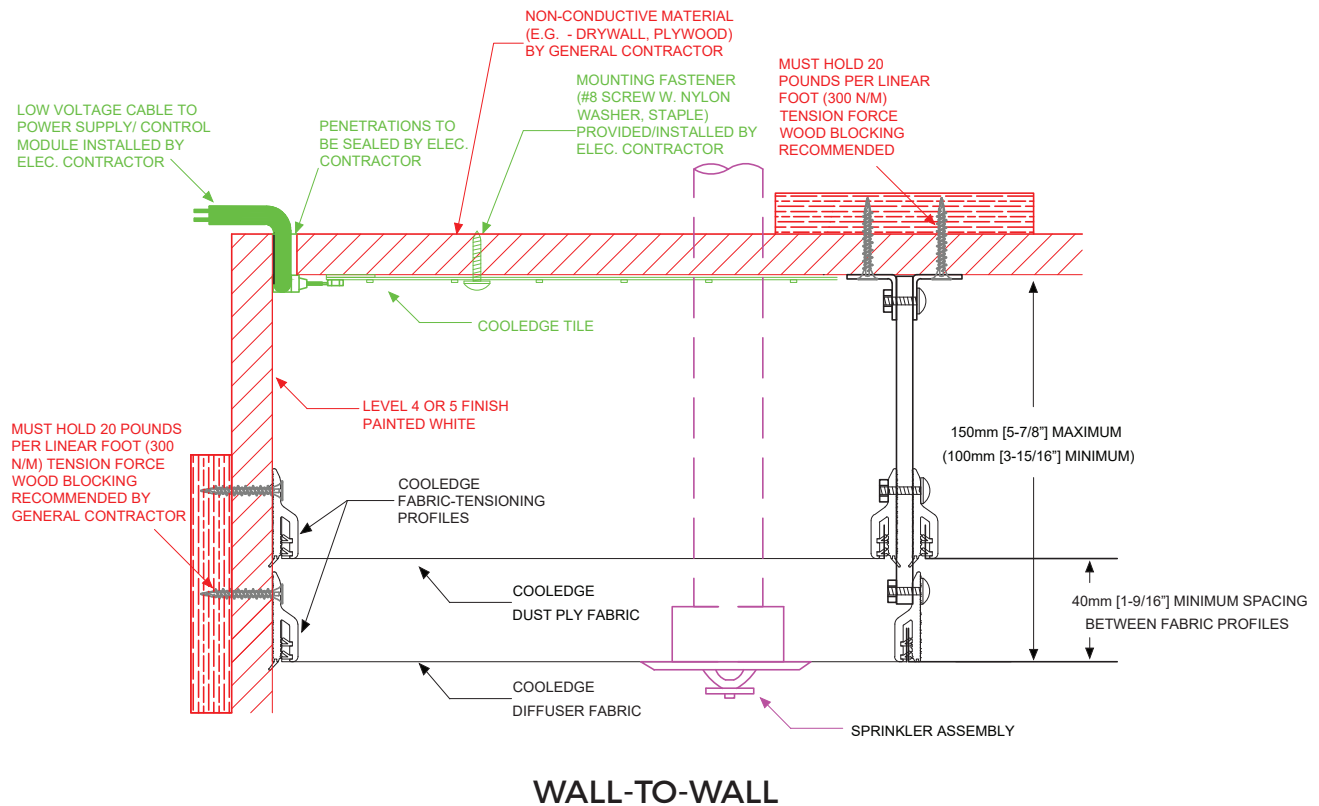 NON-CONDUCTIVE MATERIAL
(E.G. - DRYWALL, PLYWOOD)
BY GENERAL CONTRACTOR
MUST HOLD 20
POUNDS PER LINEAR
FOOT (300 N/M)
TENSION FORCE
WOOD BLOCKING
RECOMMENDED
MOUNTING FASTENER
(#8 SCREW W. NYLON
WASHER, STAPLE)
PROVIDED/INSTALLED BY
ELEC. CONTRACTOR
LOW VOLTAGE CABLE TO
POWER SUPPLY/ CONTROL
MODULE INSTALLED BY
ELEC. CONTRACTOR
PENETRATIONS TO
BE SEALED BY ELEC.
CONTRACTOR
COOLEDGE TILE
LEVEL 4 OR 5 FINISH
PAINTED WHITE
MUST HOLD 20 POUNDS
PER LINEAR FOOT (300
N/M) TENSION FORCE
WOOD BLOCKING
RECOMMENDED BY
GENERAL CONTRACTOR
COOLEDGE
FABRIC-TENSIONING
PROFILES
150mm [5-7/8”] MAXIMUM
(100mm [3-15/16”] MINIMUM)
COOLEDGE
DUST PLY FABRIC
40mm [1-9/16”] MINIMUM SPACING
BETWEEN FABRIC PROFILES
COOLEDGE
DIFFUSER FABRIC
SPRINKLER ASSEMBLY
WALL-TO-WALL